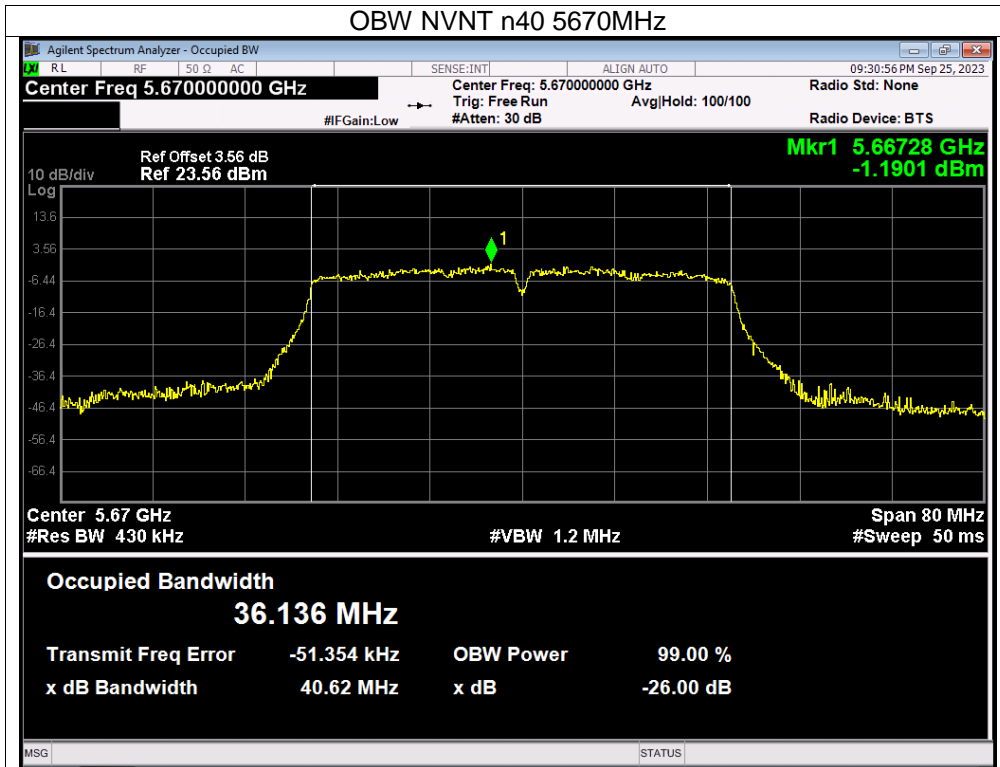 OBW NVNT n40 5670MHz
Agilent Spectrum Analyzer - Occupied BW
LXI RL RF 50 Ω AC SENSE:INT ALIGN AUTO 09:30:56 PM Sep 25, 2023
Center Freq 5.670000000 GHz Center Freq: 5.670000000 GHz Radio Std: None
Trig: Free Run Avg|Hold: 100/100
#IFGain:Low #Atten: 30 dB Radio Device: BTS
Mkr1 5.66728 GHz
-1.1901 dBm
Ref Offset 3.56 dB
10 dB/div Ref 23.56 dBm
Log
13.6
1
3.56
-6.44
-16.4
-26.4
-36.4
-46.4
-56.4
-66.4
Center 5.67 GHz Span 80 MHz
#Res BW 430 kHz #VBW 1.2 MHz #Sweep 50 ms
Occupied Bandwidth
36.136 MHz
Transmit Freq Error -51.354 kHz OBW Power 99.00 %
x dB Bandwidth 40.62 MHz x dB -26.00 dB
MSG STATUS